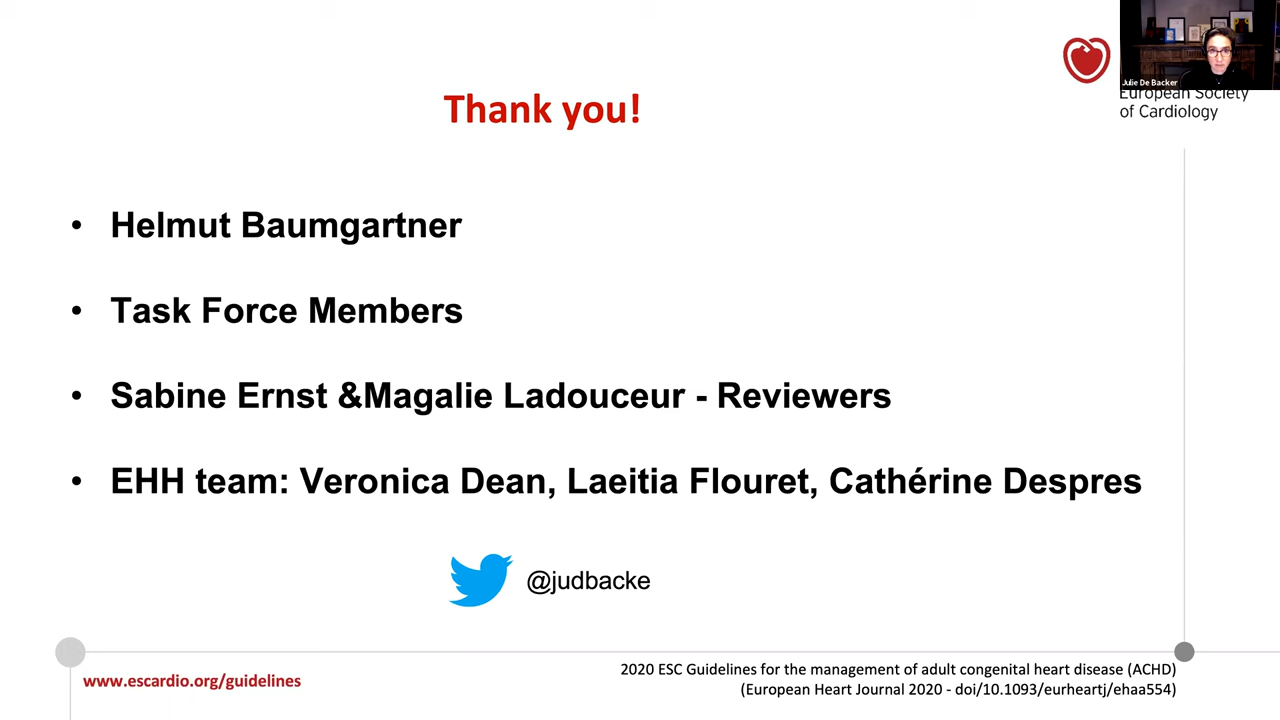 Thank you!
Julie De Backer
European Society
of Cardiology
• Helmut Baumgartner
• Task Force Members
• Sabine Ernst &Magalie Ladouceur - Reviewers
• EHH team: Veronica Dean, Laeitia Flouret, Cathérine Despres
@judbacke
www.escardio.org/guidelines
2020 ESC Guidelines for the management of adult congenital heart disease (ACHD)
(European Heart Journal 2020 - doi/10.1093/eurheartj/ehaa554)